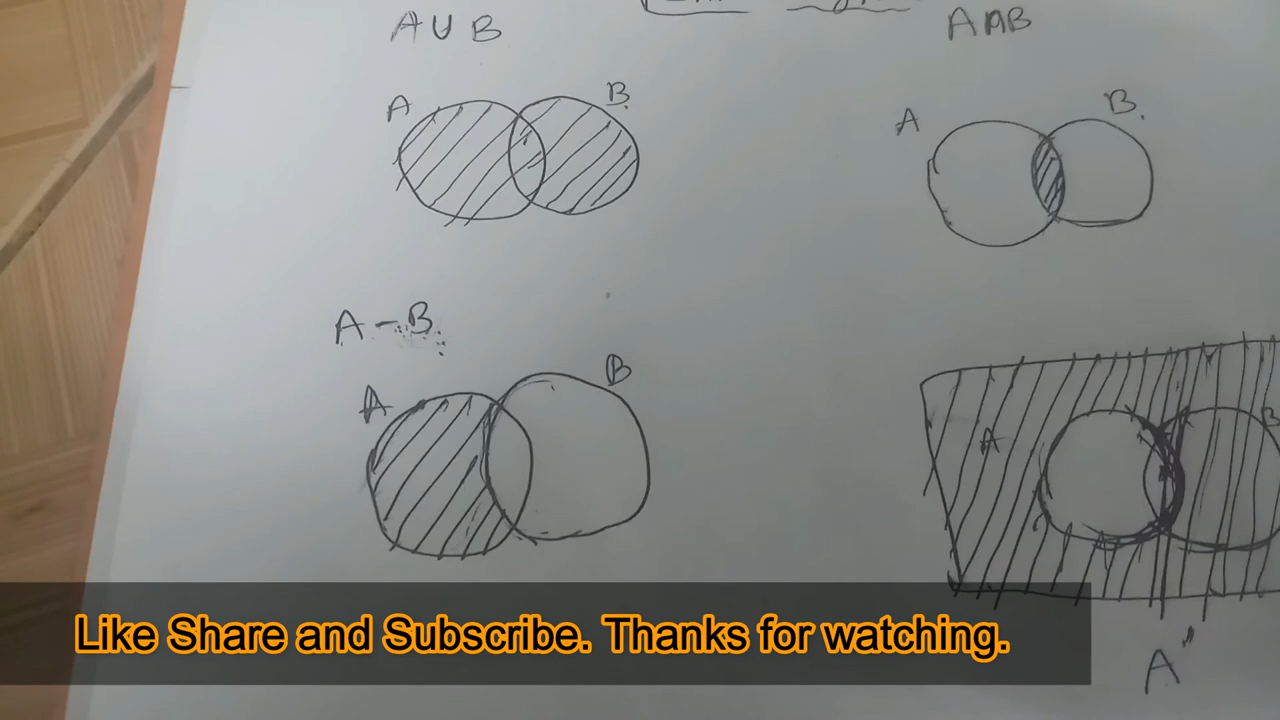 A U B
A ∩ B
A
B
A
B
A - B
A
B
A
B
Like Share and Subscribe. Thanks for watching.
A"